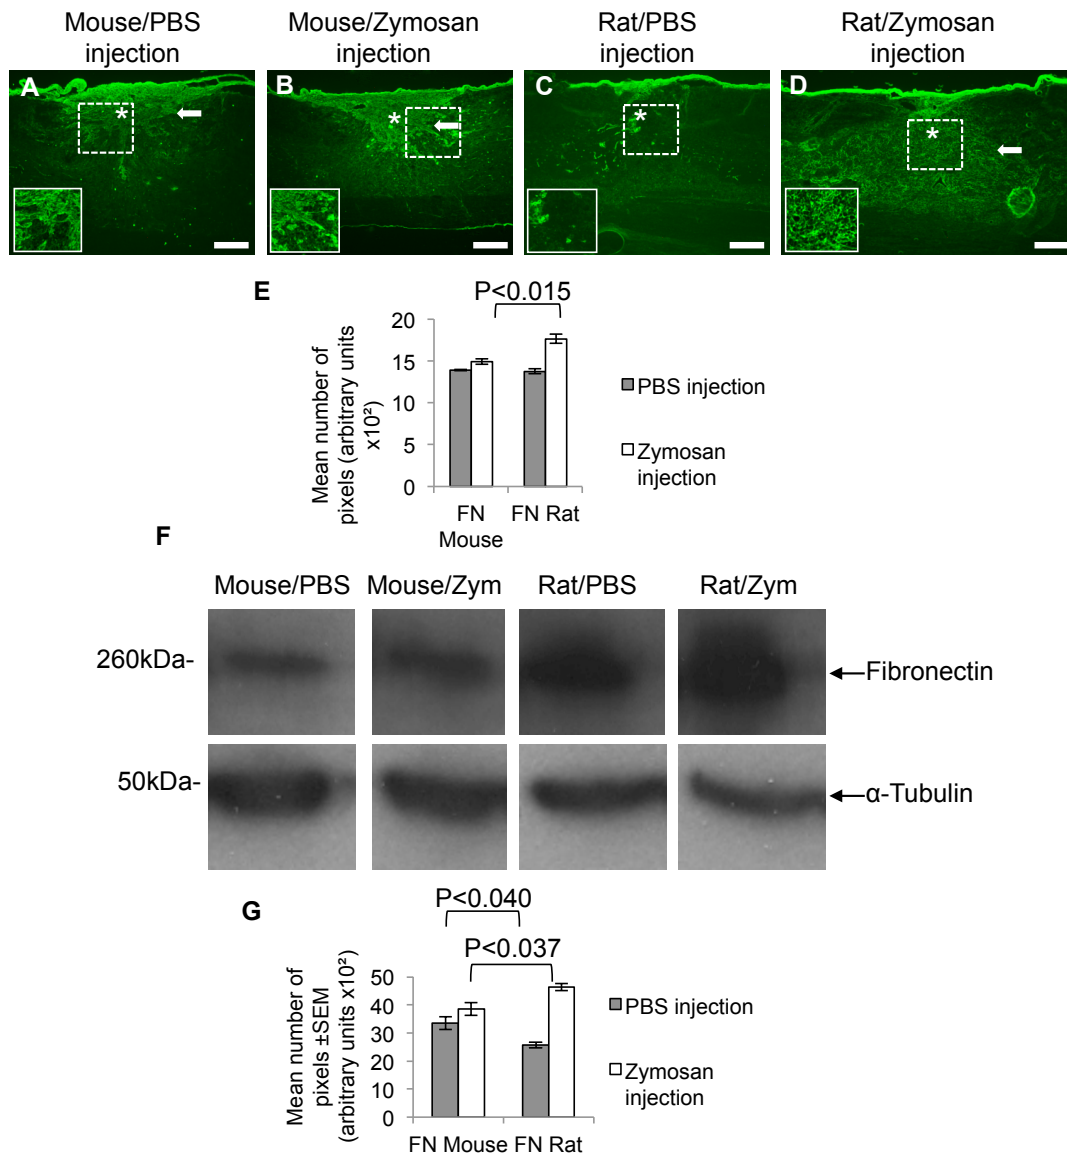 Mouse/PBS injection
Mouse/Zymosan injection
Rat/PBS injection
Rat/Zymosan injection
A
*
B
*
C
*
D
*
E
P<0.015
Mean number of
pixels (arbitrary units
x10²)
20
15
10
5
0
FN Mouse
FN Rat
PBS injection
Zymosan
injection
F
Mouse/PBS
Mouse/Zym
Rat/PBS
Rat/Zym
260kDa-
Fibronectin
50kDa-
α-Tubulin
G
P<0.040
P<0.037
Mean number of
pixels ±SEM
(arbitrary units x10²)
50
40
30
20
10
0
FN Mouse FN Rat
PBS injection
Zymosan
injection